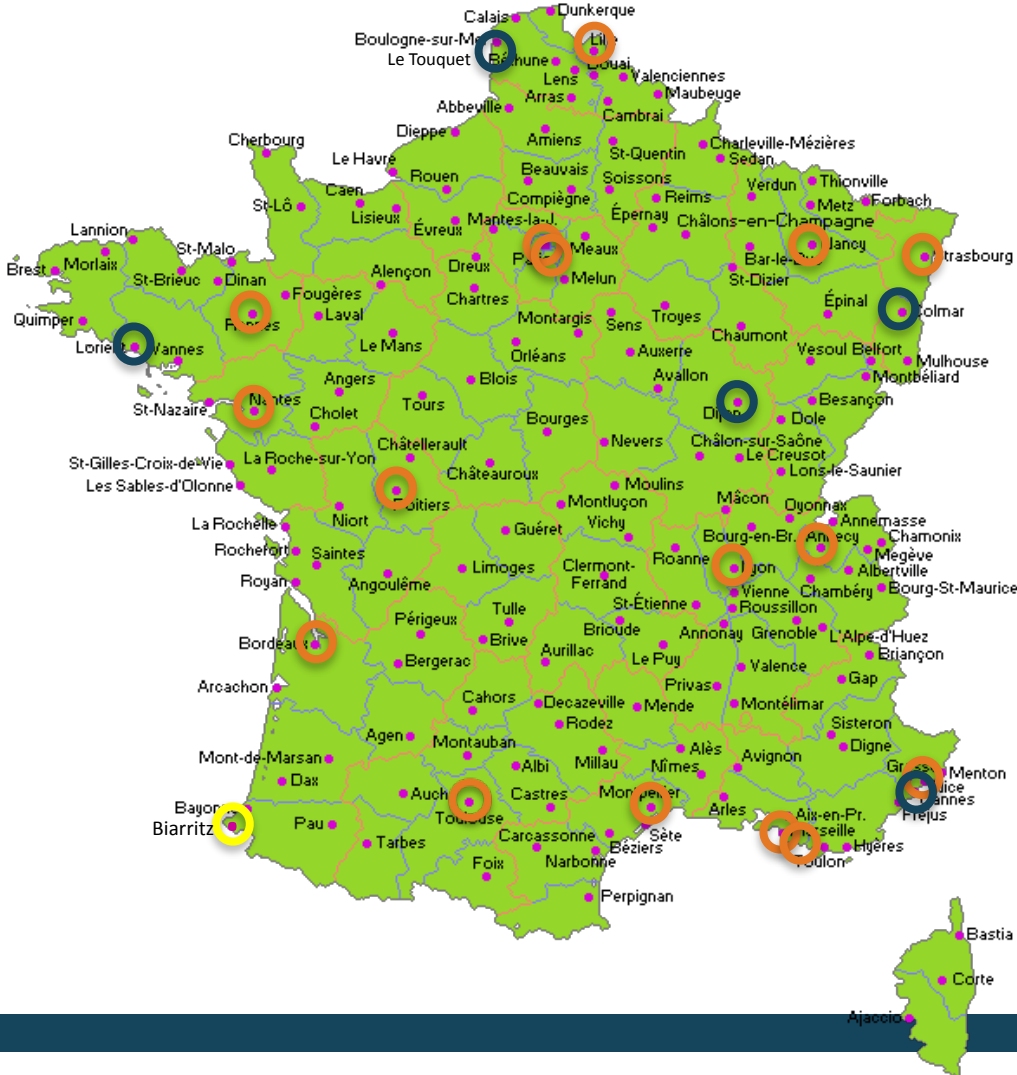 Dunkerque
Calais
Boulogne-sur-Me
Lille
Le Touquet
Béthune
Douai
Lens
Valenciennes
Arras
Maubeuge
Abbeville
Cambrai
Dieppe
Amiens
Cherbourg
Charleville-Mézières
St-Quentin
Sedan
Le Havre
Beauvais
Soissons
Rouen
Verdun
Thionville
Caen
Compiègne
Reims
Metz
Forbach
St-Lô
Lisieux
Épernay
Châlons-en-Champagne
Évreux
Mantes-la-J.
Lannion
Meaux
Nancy
St-Malo
Strasbourg
Morlaix
Dreux
Bar-le-Duc
Brest
St-Brieuc
Dinan
Alençon
Melun
St-Dizier
Chartres
Fougères
Épinal
Quimper
Laval
Rennes
Montargis
Sens
Troyes
Colmar
Chaumont
Lorient
Vannes
Le Mans
Orléans
Auxerre
Vesoul
Belfort
Mulhouse
Montbéliard
Angers
Blois
Avallon
St-Nazaire
Nantes
Tours
Besançon
Cholet
Bourges
Dijon
Dole
Châtellerault
Nevers
Châlon-sur-Saône
Le Creusot
St-Gilles-Croix-de-Vie
La Roche-sur-Yon
Châteauroux
Lons-le-Saunier
Les Sables-d'Olonne
Moulins
Poitiers
Montluçon
Mâcon
Oyonnax
Niort
La Rochelle
Guéret
Vichy
Bourg-en-Br.
Annecy
Annemasse
Chamonix
Rochefort
Saintes
Roanne
Megève
Limoges
Clermont-
Ferrand
Lyon
Albertville
Royan
Angoulême
Vienne
Chambéry
Bourg-St-Maurice
Tulle
St-Étienne
Roussillon
Périgueux
Brioude
Annonay
Grenoble
L'Alpe-d'Huez
Bordeaux
Brive
Aurillac
Le Puy
Briançon
Bergerac
Valence
Gap
Arcachon
Privas
Cahors
Decazeville
Mende
Montélimar
Rodez
Sisteron
Agen
Montauban
Digne
Mont-de-Marsan
Albi
Millau
Alès
Avignon
Nîmes
Grasse
Menton
Dax
Nice
Auch
Castres
Montpellier
Cannes
Bayon
Arles
Aix-en-Pr.
Fréjus
Biarritz
Pau
Toulouse
Marseille
Tarbes
Carcassonne
Sète
Béziers
Hyères
Narbonne
Toulon
Foix
Perpignan
Bastia
Corte
Ajaccio